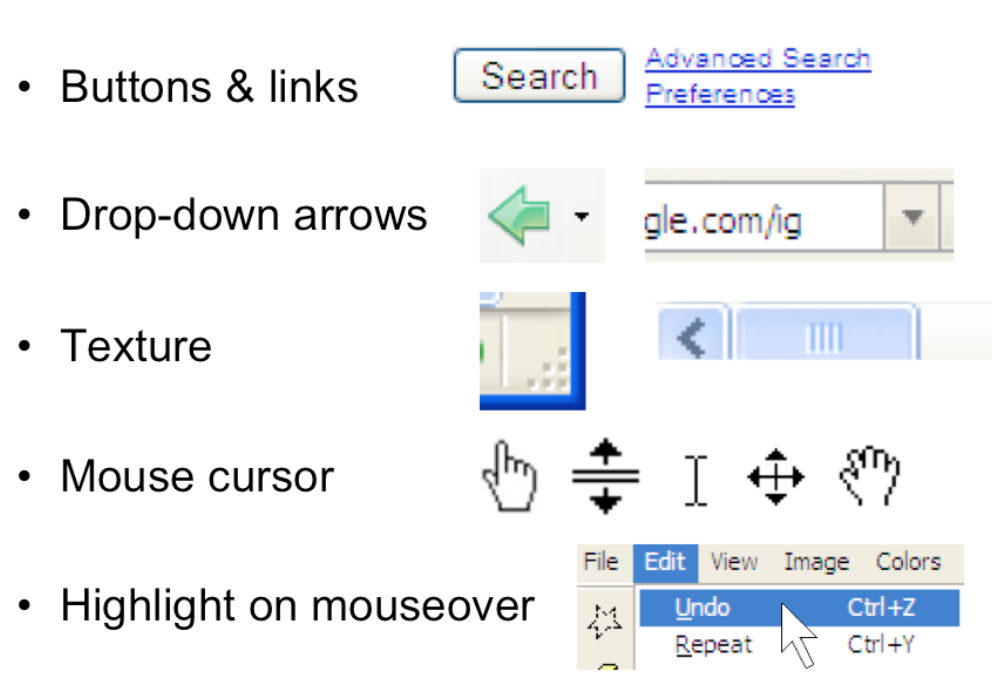 • Buttons & links
Search
Advanced Search
Preferences
• Drop-down arrows
gle.com/ig
• Texture
• Mouse cursor
• Highlight on mouseover
File Edit View Image Colors
Undo Ctrl+Z
Repeat Ctrl+Y